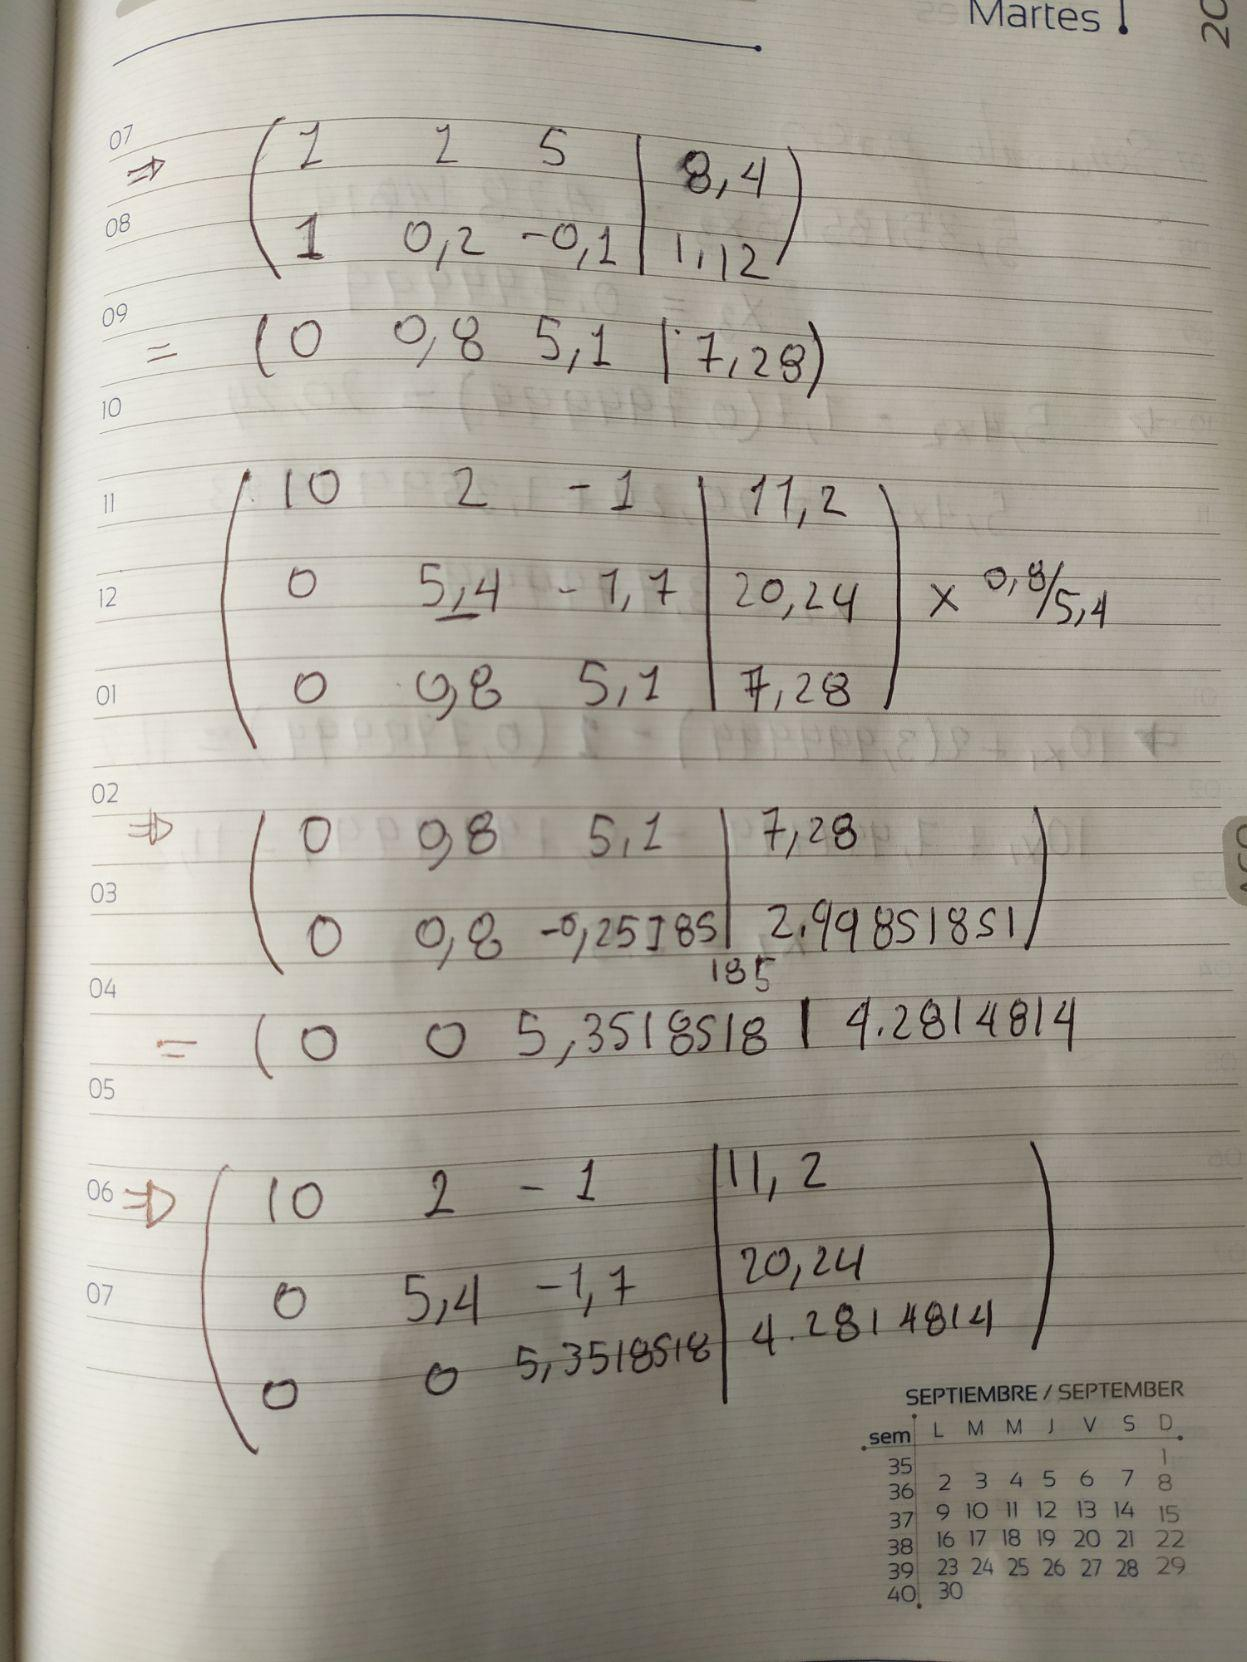 Martes
20
07
⇒ ( 1 1 5 | 8,4 )
08
( 1 0,2 -0,1 | 1,12 )
09
= ( 0 0,8 5,1 | 7,28 )
10
11
( 10 2 -1 | 11,2 )
12
( 0 5,4 -1,7 | 20,24 ) x 0,8/5,4
01
( 0 0,8 5,1 | 7,28 )
02
⇒ ( 0 0,8 5,1 | 7,28 )
03
( 0 0,8 -0,25185 | 2.99851851 )
185
04
= ( 0 0 5,3518518 | 4.2814814
05
06 ⇒ ( 10 2 -1 | 11,2 )
07
( 0 5,4 -1,7 | 20,24 )
( 0 0 5,3518518 | 4.2814814 )
SEPTIEMBRE / SEPTEMBER
sem L M M J V S D
35 1
36 2 3 4 5 6 7 8
37 9 10 11 12 13 14 15
38 16 17 18 19 20 21 22
39 23 24 25 26 27 28 29
40 30